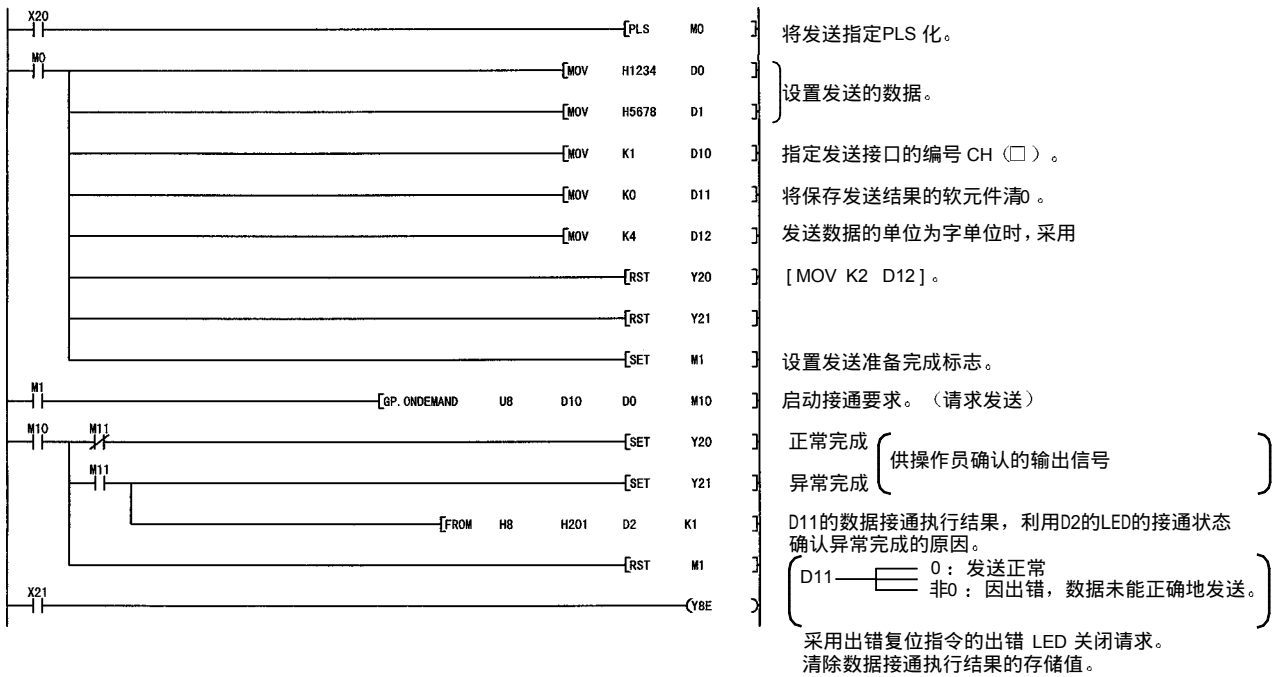 X20
[PLS M0 ] 将发送指定PLS 化。
M0
[MOV H1234 D0 ]
设置发送的数据。
[MOV H5678 D1 ]
[MOV K1 D10 ] 指定发送接口的编号 CH（□）。
[MOV K0 D11 ] 将保存发送结果的软元件清0 。
[MOV K4 D12 ] 发送数据的单位为字单位时，采用
[RST Y20 ] [ MOV K2 D12 ] 。
[RST Y21 ]
[SET M1 ] 设置发送准备完成标志。
M1
[GP.ONDEMAND U8 D10 D0 M10 ] 启动接通要求。（请求发送）
M10 M11
[SET Y20 ] 正常完成
供操作员确认的输出信号
M11
[SET Y21 ] 异常完成
[FROM H8 H201 D2 K1 ] D11的数据接通执行结果，利用D2的LED的接通状态
确认异常完成的原因。
[RST M1 ]
D11 0 ：发送正常
非0 ：因出错，数据未能正确地发送。
X21
(Y8E )
采用出错复位指令的出错 LED 关闭请求。
清除数据接通执行结果的存储值。